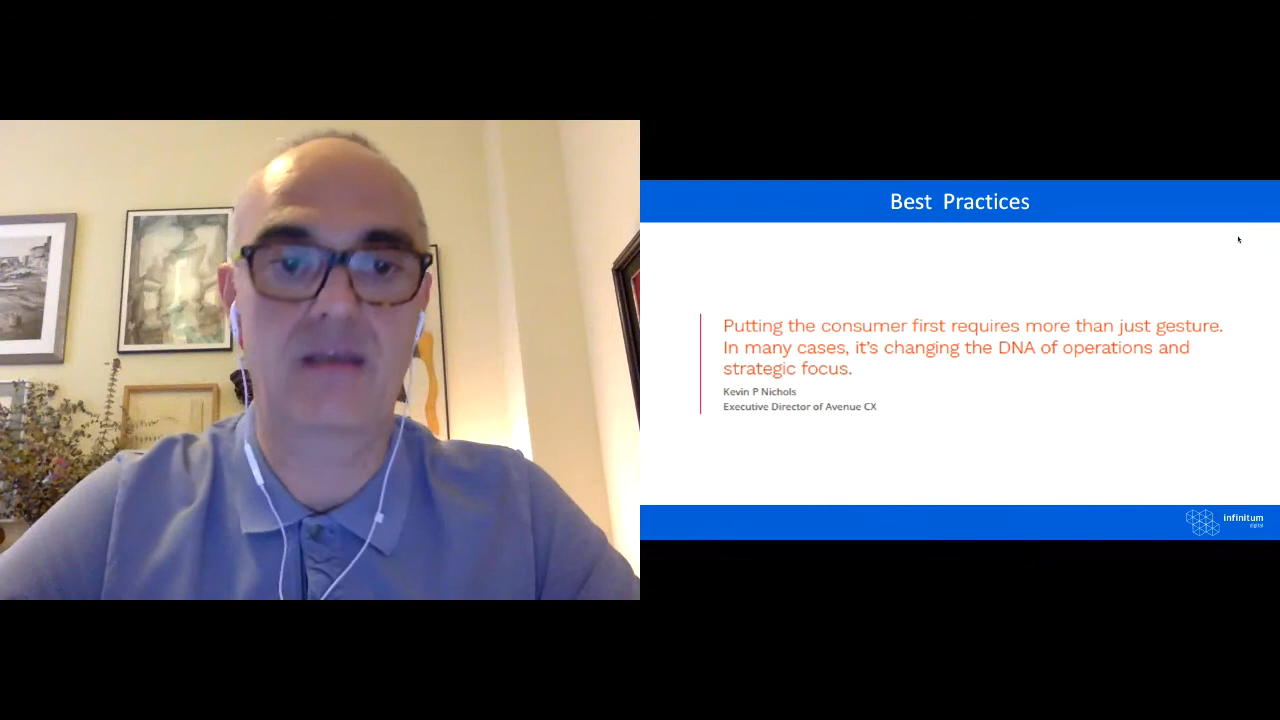 Best Practices
Putting the consumer first requires more than just gesture.
In many cases, it's changing the DNA of operations and
strategic focus.
Kevin P Nichols
Executive Director of Avenue CX
infinitum
digital